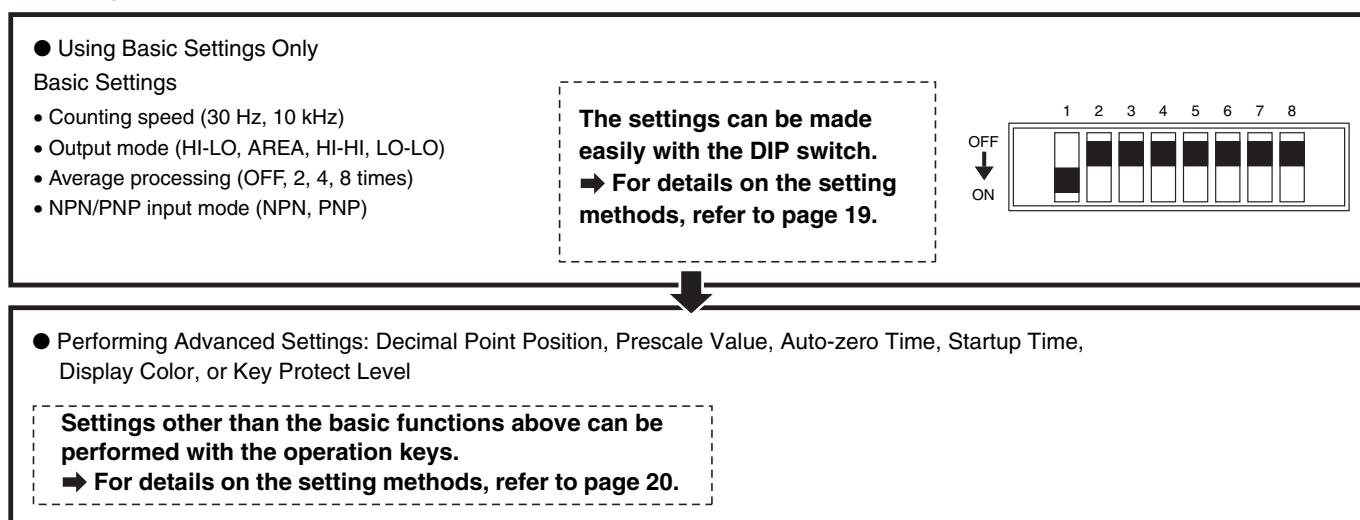 ● Using Basic Settings Only
Basic Settings
• Counting speed (30 Hz, 10 kHz)
• Output mode (HI-LO, AREA, HI-HI, LO-LO)
• Average processing (OFF, 2, 4, 8 times)
• NPN/PNP input mode (NPN, PNP)
The settings can be made
easily with the DIP switch.
➡ For details on the setting
methods, refer to page 19.
1 2 3 4 5 6 7 8
OFF
ON
● Performing Advanced Settings: Decimal Point Position, Prescale Value, Auto-zero Time, Startup Time,
Display Color, or Key Protect Level
Settings other than the basic functions above can be
performed with the operation keys.
➡ For details on the setting methods, refer to page 20.